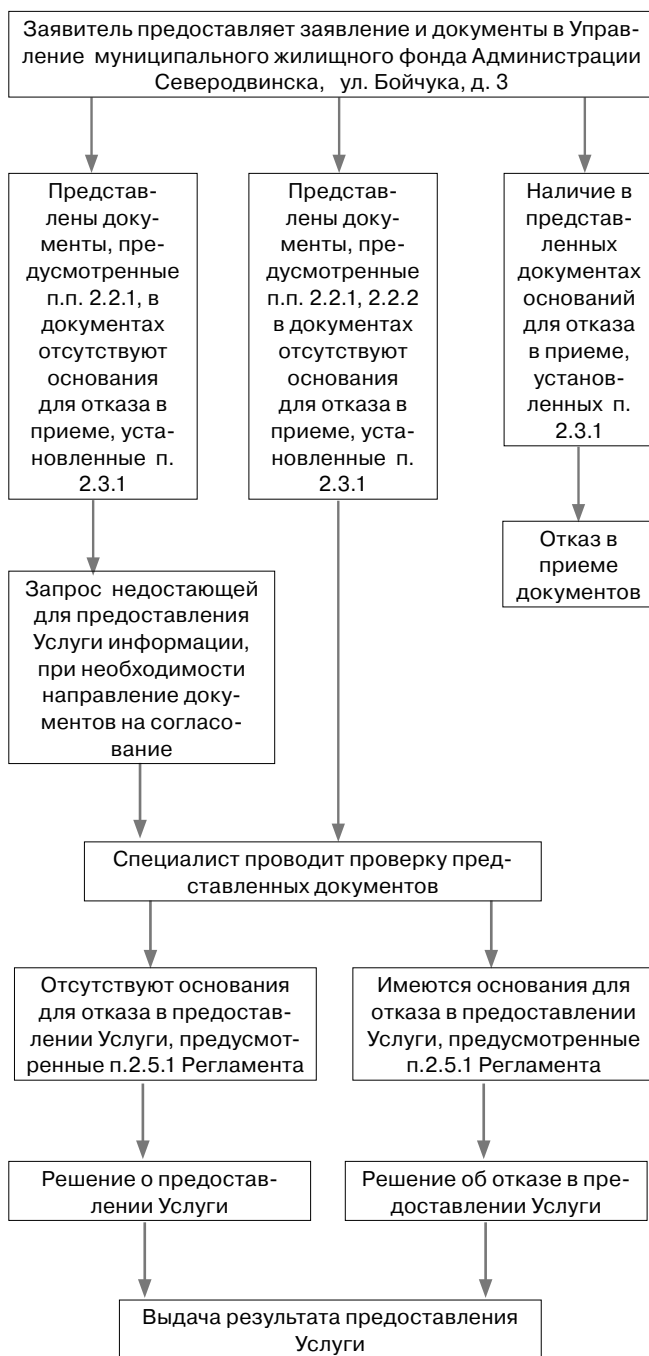 Заявитель предоставляет заявление и документы в Управ-
ление муниципального жилищного фонда Администрации
Северодвинска, ул. Бойчука, д. 3
Представ-
лены доку-
менты, пре-
дусмотренные
п.п. 2.2.1, в
документах
отсутствуют
основания
для отказа в
приеме, уста-
новленные п.
2.3.1
Представ-
лены доку-
менты, пре-
дусмотренные
п.п. 2.2.1, 2.2.2
в документах
отсутствуют
основания
для отказа в
приеме, уста-
новленные п.
2.3.1
Наличие в
представ-
ленных
документах
оснований
для отказа
в приеме,
установ-
ленных п.
2.3.1
Отказ в
приеме
документов
Запрос недостающей
для предоставления
Услуги информации,
при необходимости
направление доку-
ментов на согласо-
вание
Специалист проводит проверку пред-
ставленных документов
Отсутствуют основания
для отказа в предостав-
лении Услуги, предусмот-
ренные п.2.5.1 Регламента
Имеются основания для
отказа в предоставлении
Услуги, предусмотренные
п.2.5.1 Регламента
Решение о предостав-
лении Услуги
Решение об отказе в пре-
доставлении Услуги
Выдача результата предоставления
Услуги